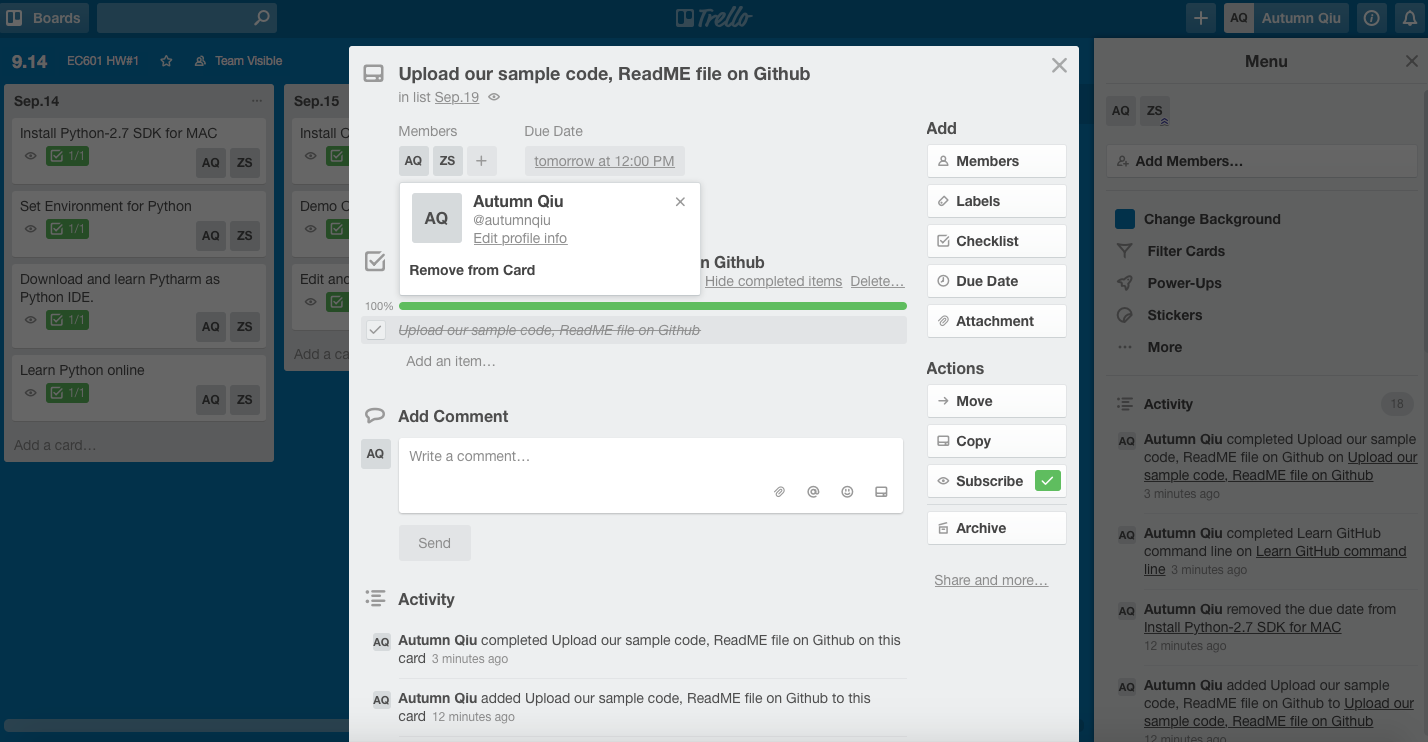 Boards
Trello
AQ Autumn Qiu
9.14 EC601 HW#1 Team Visible
Sep.14 ...
Install Python-2.7 SDK for MAC
1/1 AQ ZS
Set Environment for Python
1/1 AQ ZS
Download and learn Pytharm as
Python IDE.
1/1 AQ ZS
Learn Python online
1/1 AQ ZS
Add a card…
Sep.15
Install C
Demo C
Edit and
Add a ca
Upload our sample code, ReadME file on Github
in list Sep.19
Members Due Date
AQ ZS + tomorrow at 12:00 PM
AQ
Autumn Qiu
@autumnqiu
Edit profile info
Remove from Card
n Github
Hide completed items Delete…
100%
Upload our sample code, ReadME file on Github
Add an item…
Add Comment
AQ
Write a comment…
Send
Activity
AQ Autumn Qiu completed Upload our sample code, ReadME file on Github on this
card 3 minutes ago
AQ Autumn Qiu added Upload our sample code, ReadME file on Github to this
card 12 minutes ago
Add
Members
Labels
Checklist
Due Date
Attachment
Actions
Move
Copy
Subscribe
Archive
Share and more…
Menu
AQ ZS
Add Members…
Change Background
Filter Cards
Power-Ups
Stickers
More
Activity 18
AQ Autumn Qiu completed Upload our sample
code, ReadME file on Github on Upload our
sample code, ReadME file on Github
3 minutes ago
AQ Autumn Qiu completed Learn GitHub
command line on Learn GitHub command
line 3 minutes ago
AQ Autumn Qiu removed the due date from
Install Python-2.7 SDK for MAC
12 minutes ago
AQ Autumn Qiu added Upload our sample
code, ReadME file on Github to Upload our
sample code, ReadME file on Github
12 minutes ago